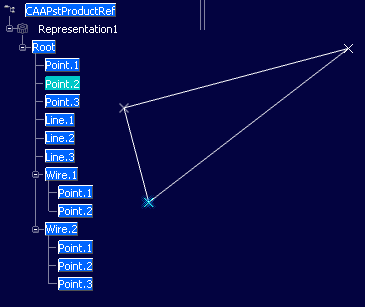 CAAPstProductRef
Representation1
Root
Point.1
Point.2
Point.3
Line.1
Line.2
Line.3
Wire.1
Point.1
Point.2
Wire.2
Point.1
Point.2
Point.3